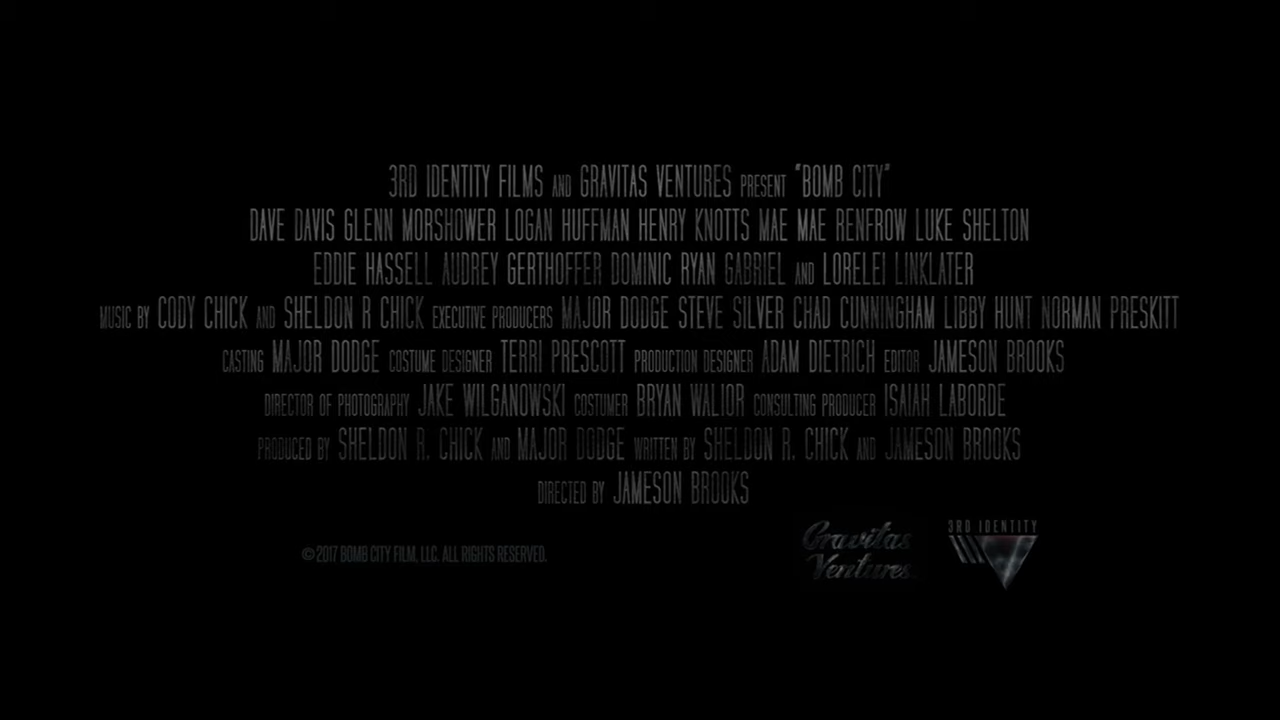 3RD IDENTITY FILMS AND GRAVITAS VENTURES PRESENT "BOMB CITY"
DAVE DAVIS GLENN MORSHOWER LOGAN HUFFMAN HENRY KNOTTS MAE MAE RENFROW LUKE SHELTON
EDDIE HASSELL AUDREY GERTHOFFER DOMINIC RYAN GABRIEL AND LORELEI LINKLATER
MUSIC BY CODY CHICK AND SHELDON R CHICK EXECUTIVE PRODUCERS MAJOR DODGE STEVE SILVER CHAD CUNNINGHAM LIBBY HUNT NORMAN PRESKITT
CASTING MAJOR DODGE COSTUME DESIGNER TERRI PRESCOTT PRODUCTION DESIGNER ADAM DIETRICH EDITOR JAMESON BROOKS
DIRECTOR OF PHOTOGRAPHY JAKE WILGANOWSKI COSTUMER BRYAN WALIOR CONSULTING PRODUCER ISAIAH LABORDE
PRODUCED BY SHELDON R. CHICK AND MAJOR DODGE WRITTEN BY SHELDON R. CHICK AND JAMESON BROOKS
DIRECTED BY JAMESON BROOKS
© 2017 BOMB CITY FILM, LLC. ALL RIGHTS RESERVED.
Gravitas
Ventures
3RD IDENTITY